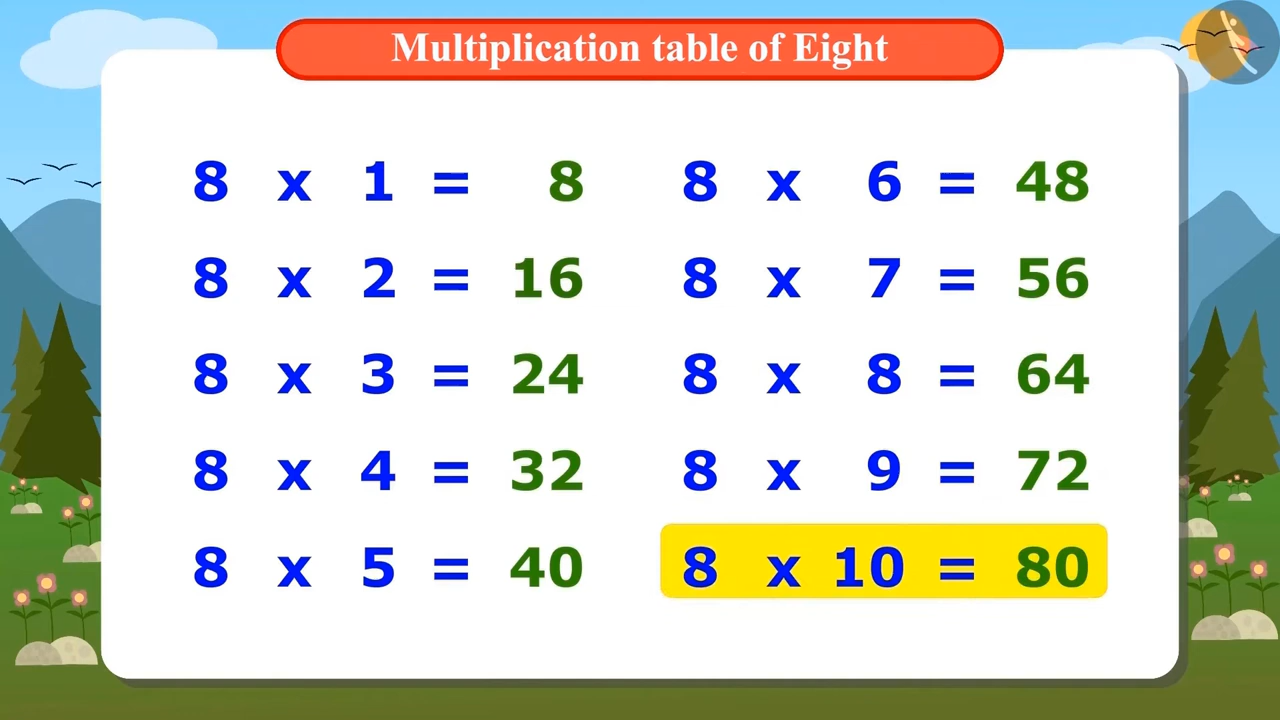 Multiplication table of Eight
8 x 1 = 8
8 x 2 = 16
8 x 3 = 24
8 x 4 = 32
8 x 5 = 40
8 x 6 = 48
8 x 7 = 56
8 x 8 = 64
8 x 9 = 72
8 x 10 = 80